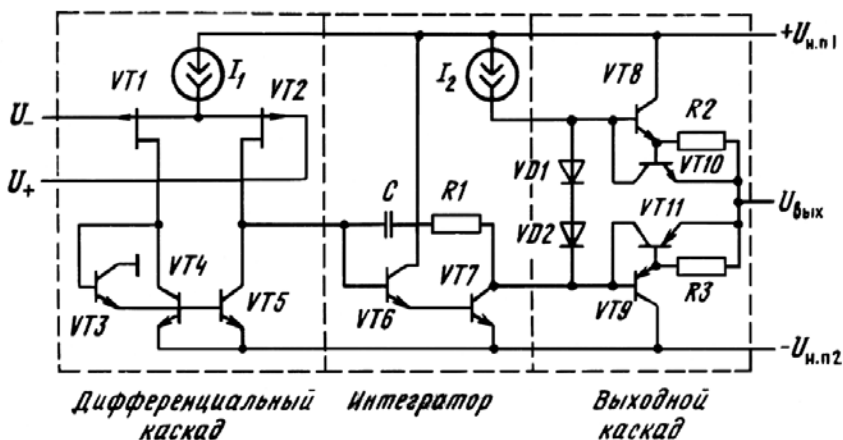 +Uн.п1
VT1
I₁
VT2
I₂
VT8
R2
U₋
VT10
VD1
U₊
C
R1
VT11
Uвых
VD2
VT4
VT7
R3
VT3
VT5
VT6
VT9
-Uн.п2
Дифференциальный
каскад
Интегратор
Выходной
каскад